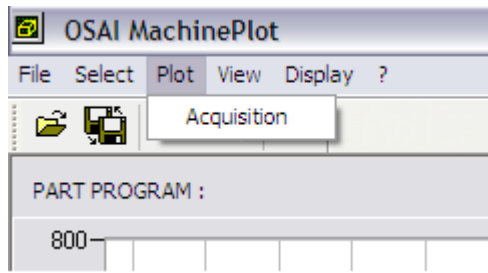 OSAI MachinePlot
File Select Plot View Display ?
Acquisition
PART PROGRAM :
800